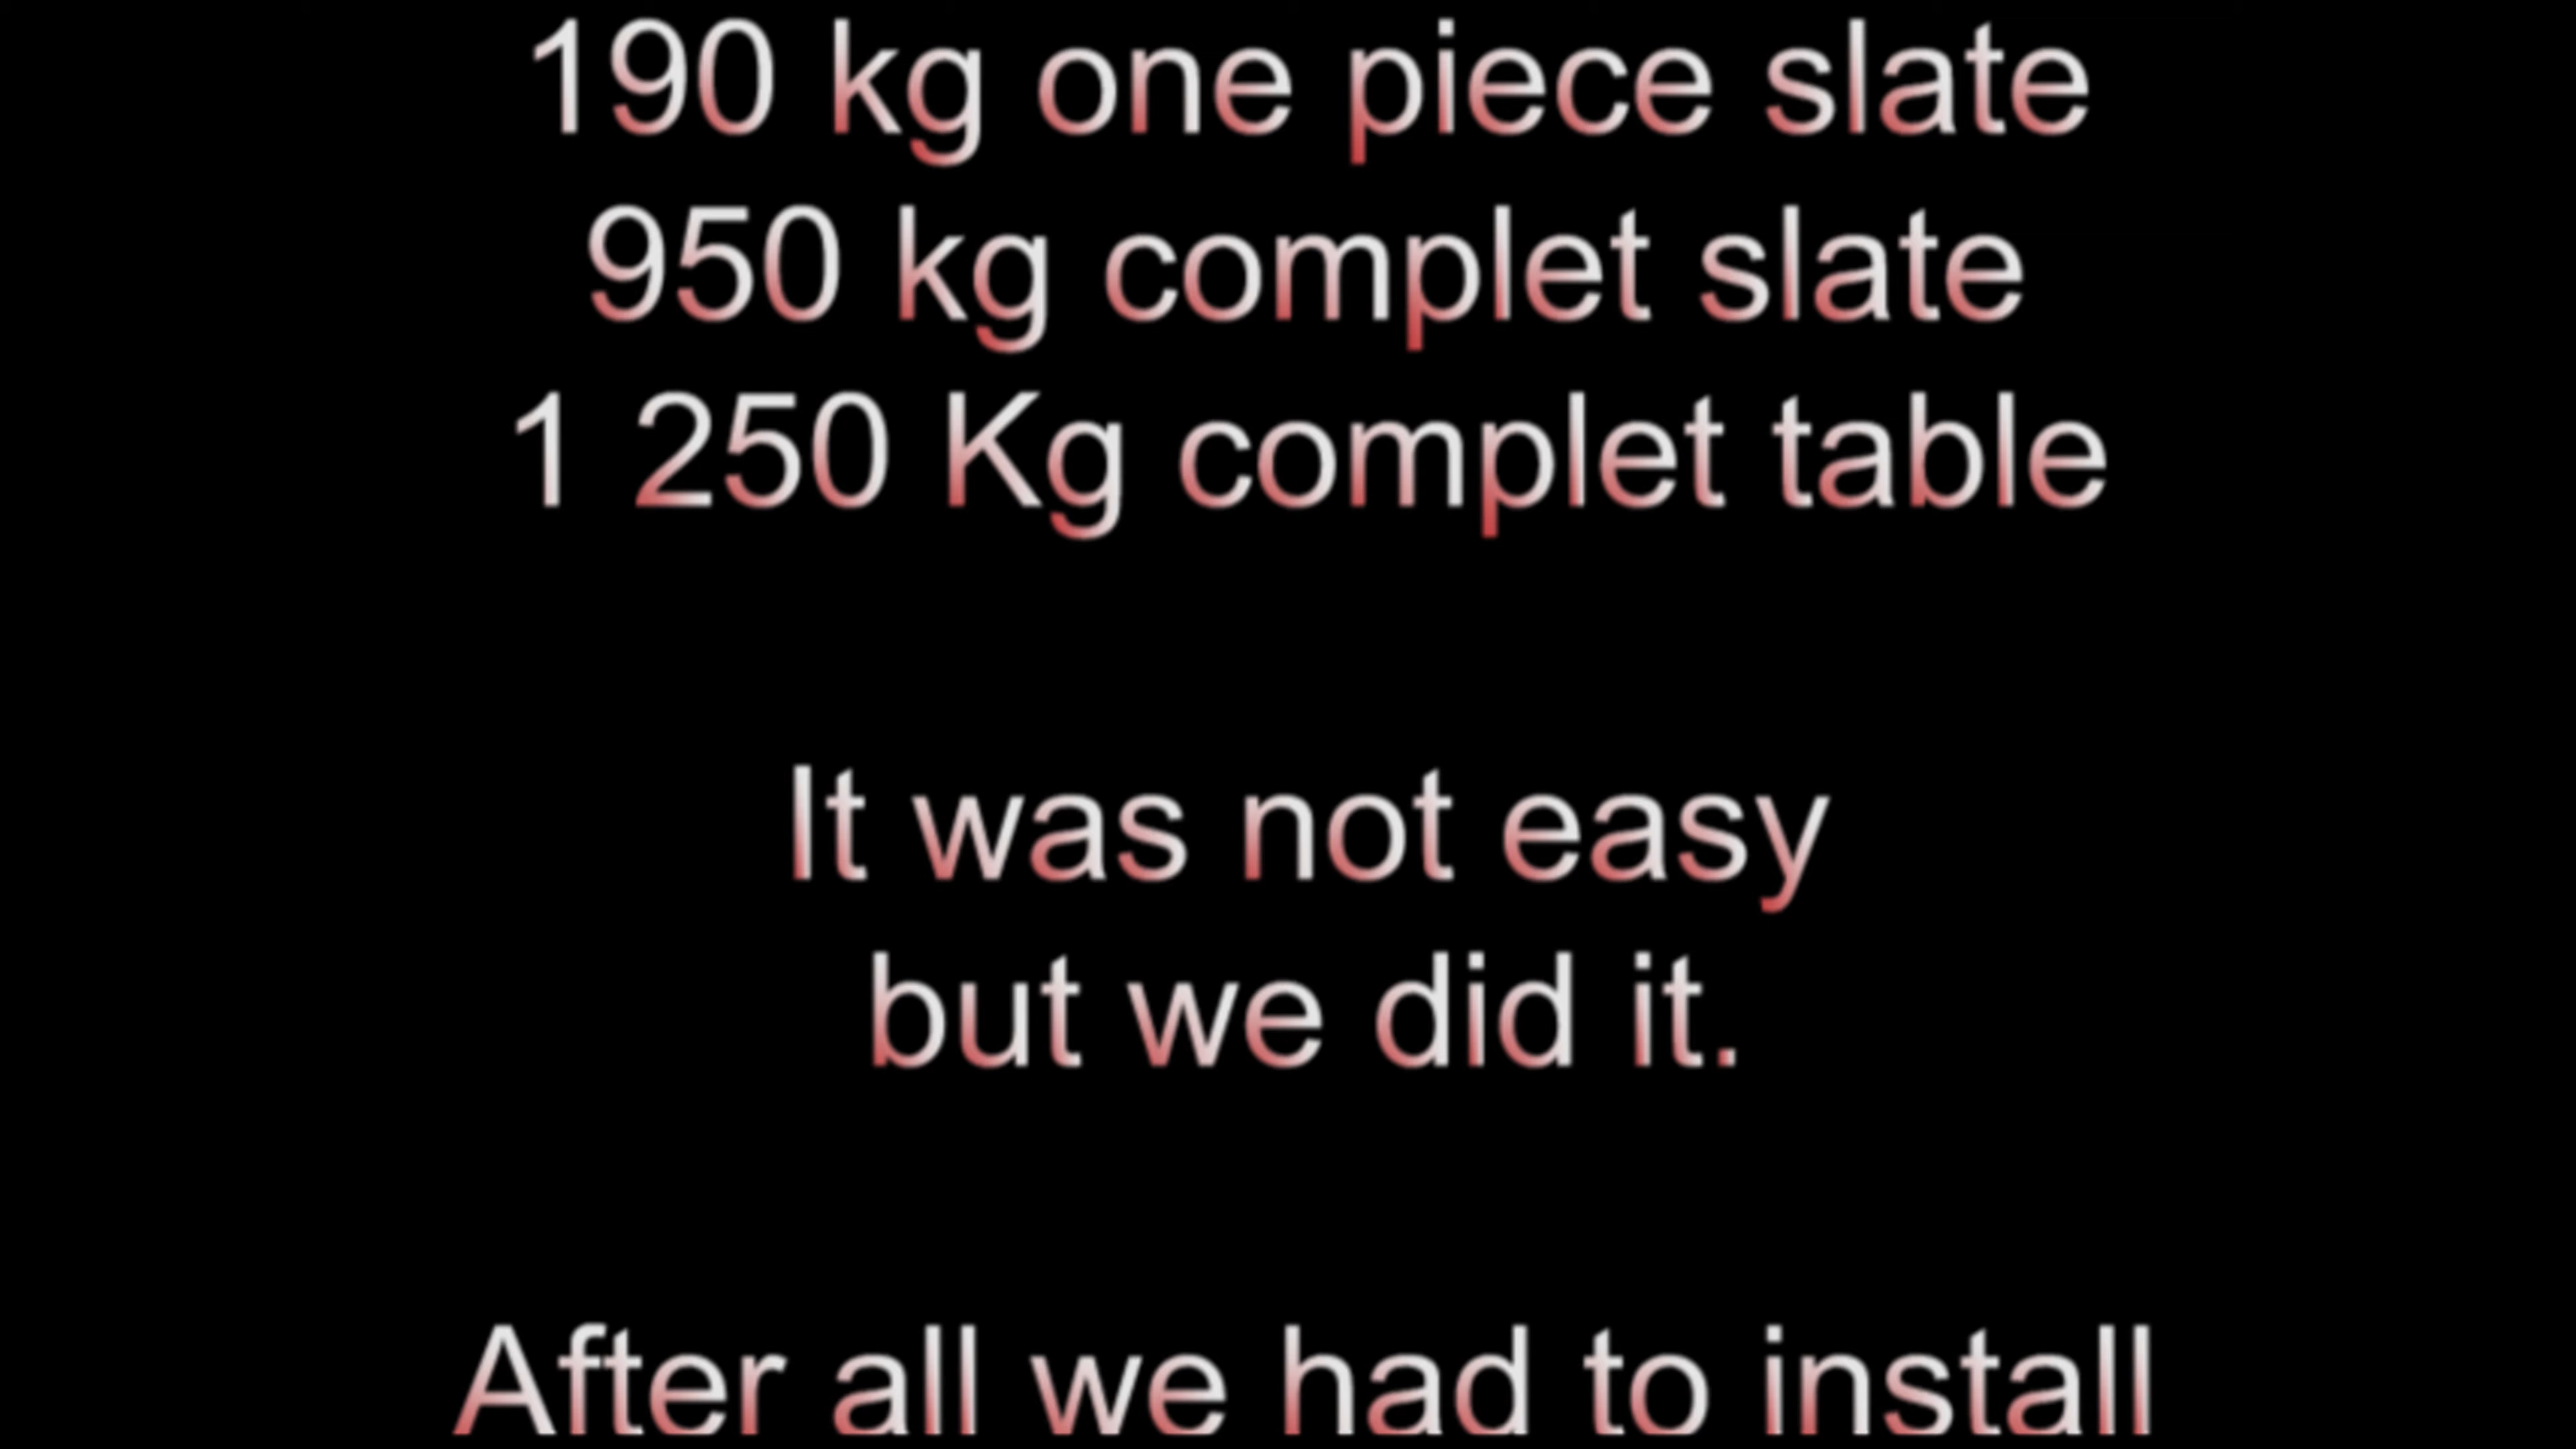 190 kg one piece slate
950 kg complet slate
1 250 Kg complet table
It was not easy
but we did it.
After all we had to install